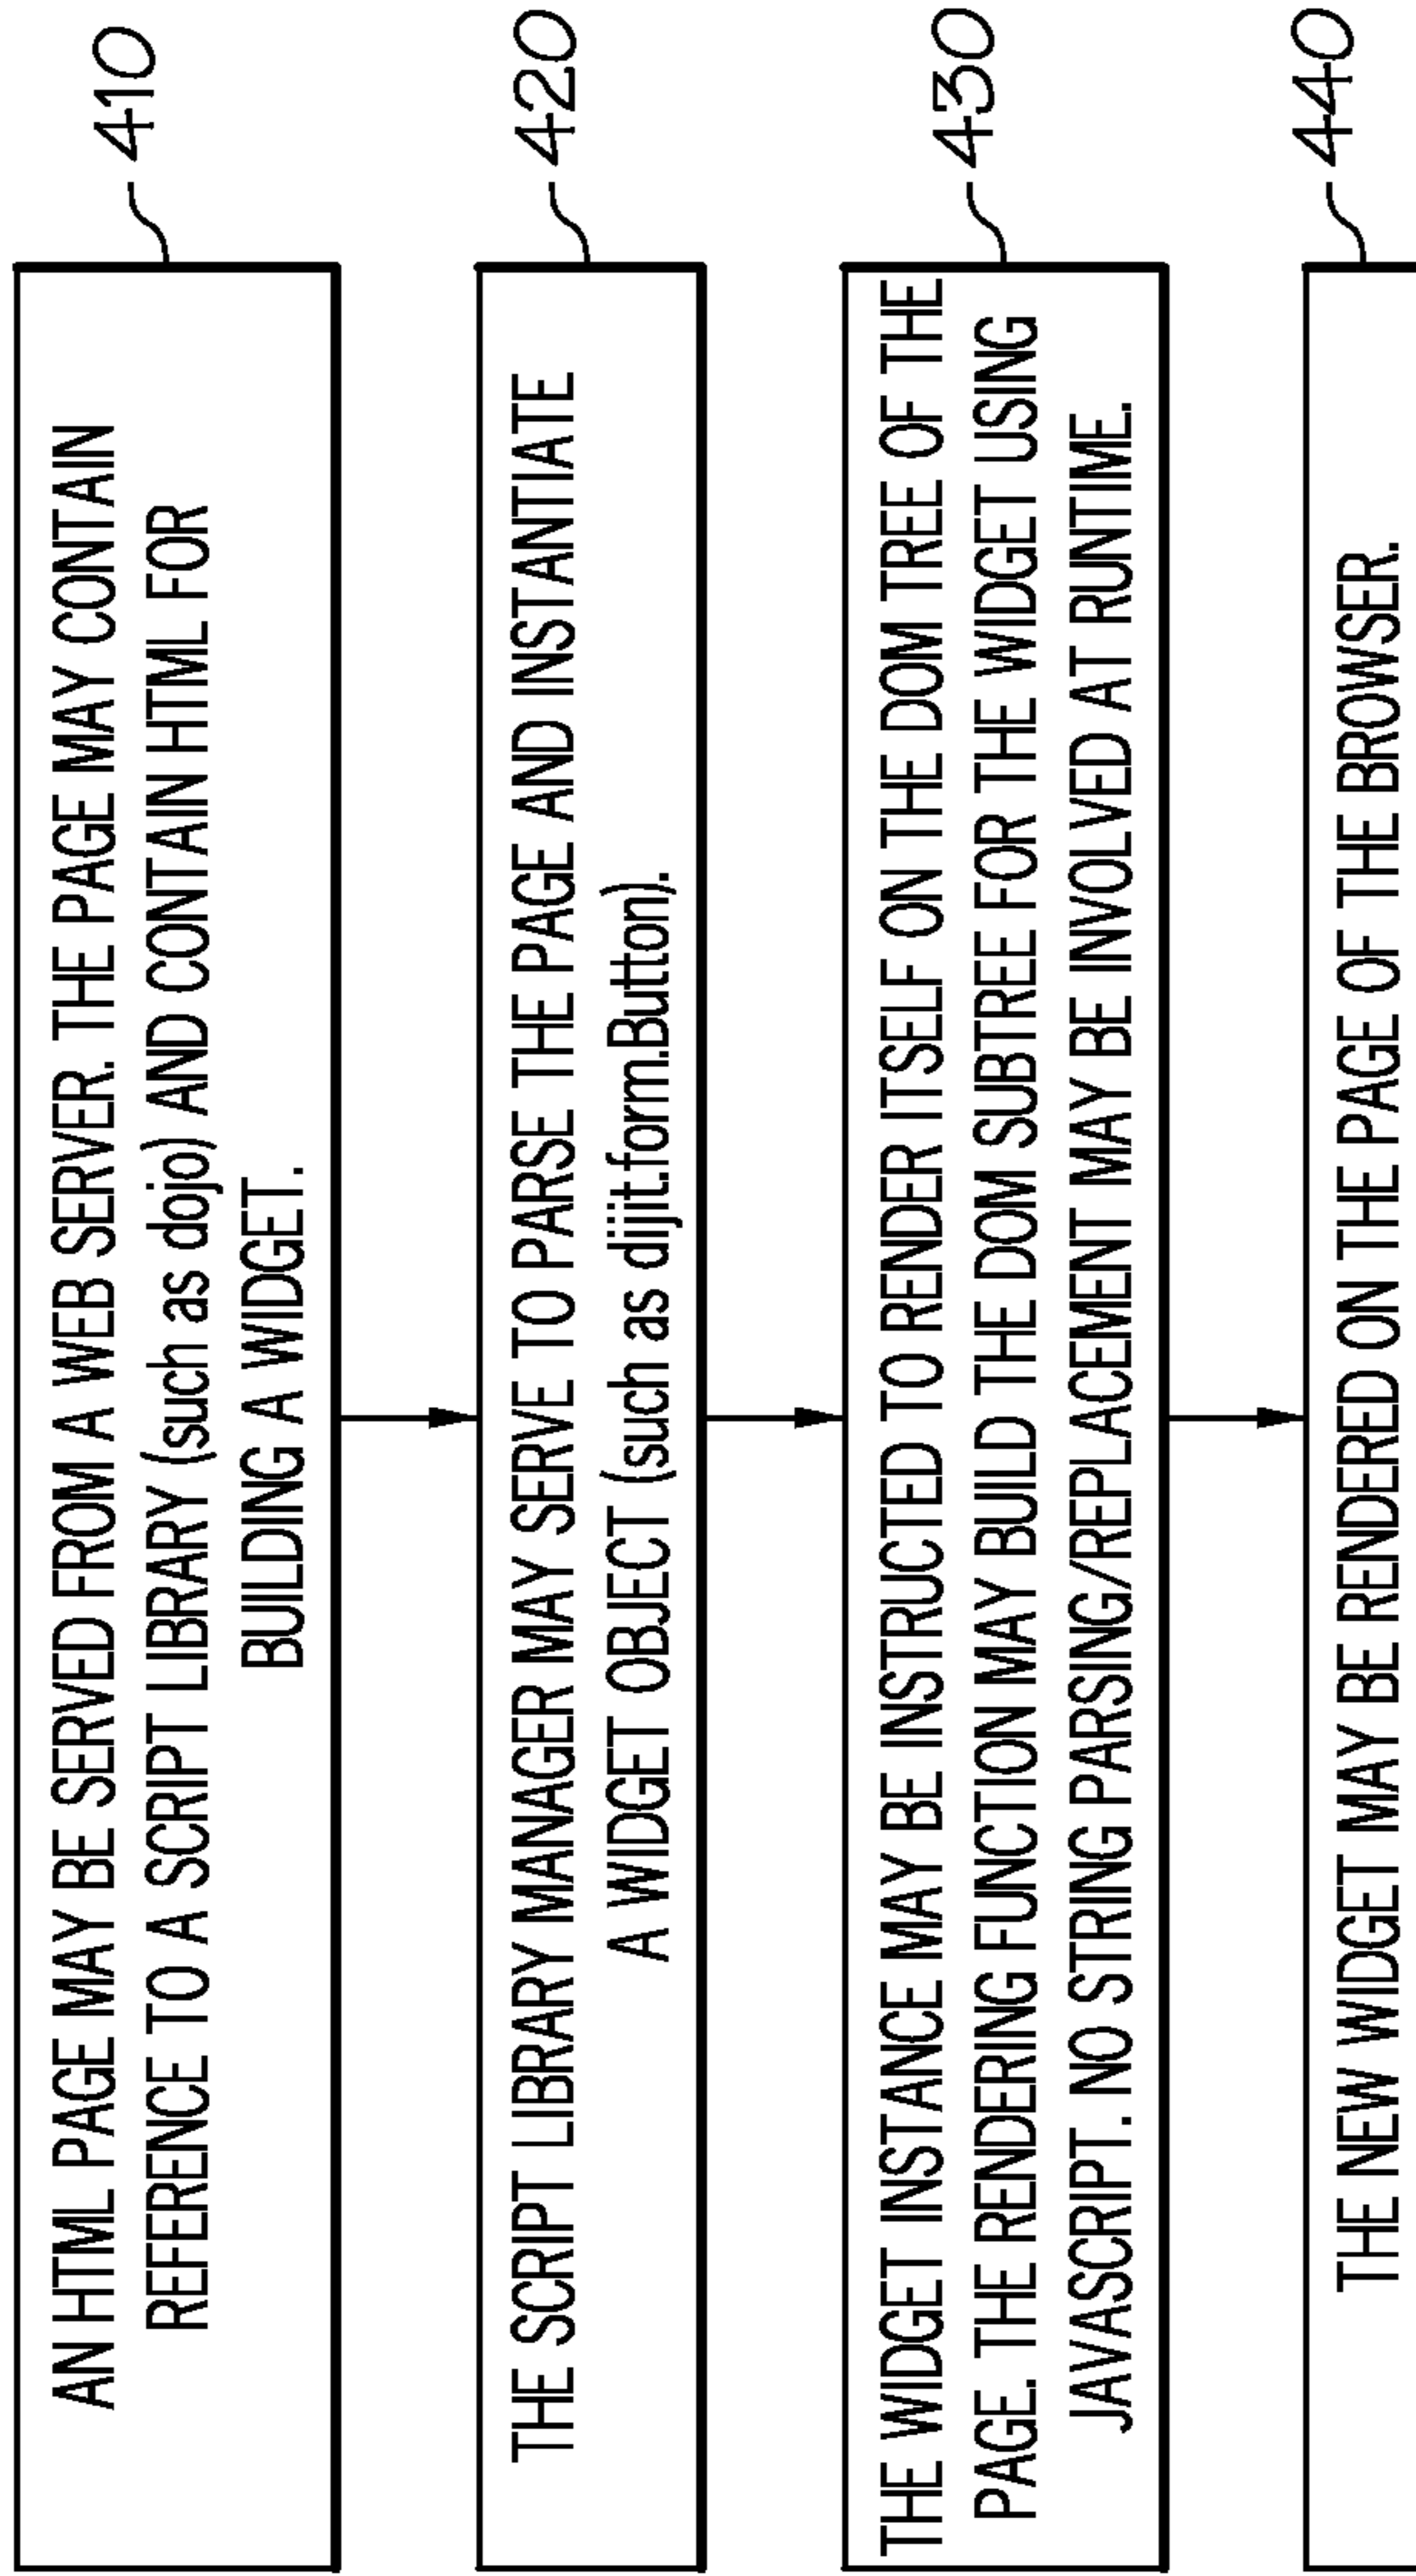 AN HTML PAGE MAY BE SERVED FROM A WEB SERVER. THE PAGE MAY CONTAIN
REFERENCE TO A SCRIPT LIBRARY (such as dojo) AND CONTAIN HTML FOR
BUILDING A WIDGET.
410
THE SCRIPT LIBRARY MANAGER MAY SERVE TO PARSE THE PAGE AND INSTANTIATE
A WIDGET OBJECT (such as dijit.form.Button).
420
THE WIDGET INSTANCE MAY BE INSTRUCTED TO RENDER ITSELF ON THE DOM TREE OF THE
PAGE. THE RENDERING FUNCTION MAY BUILD THE DOM SUBTREE FOR THE WIDGET USING
JAVASCRIPT. NO STRING PARSING/REPLACEMENT MAY BE INVOLVED AT RUNTIME.
430
THE NEW WIDGET MAY BE RENDERED ON THE PAGE OF THE BROWSER.
440